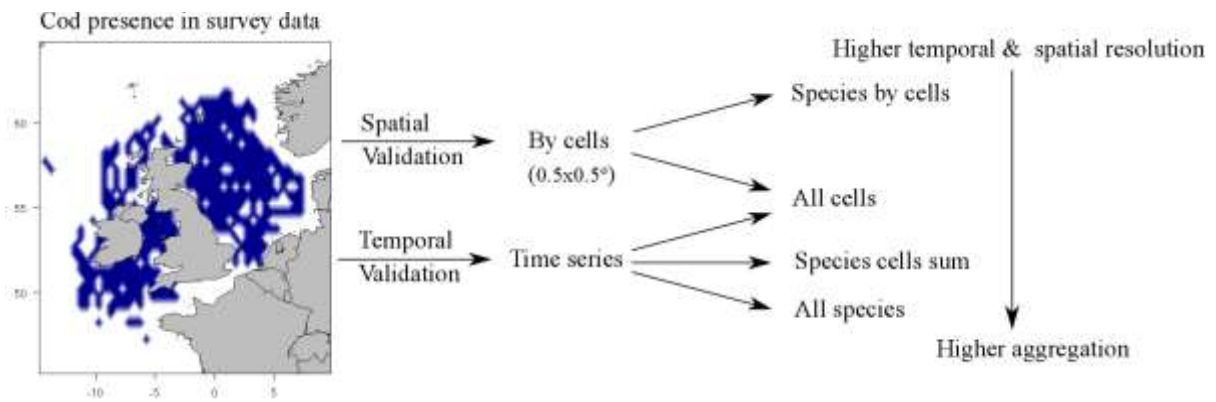 Cod presence in survey data
60
55
50
-10
-5
0
5
Spatial
Validation
Temporal
Validation
By cells
(0.5x0.5º)
Time series
Higher temporal & spatial resolution
Species by cells
All cells
Species cells sum
All species
Higher aggregation